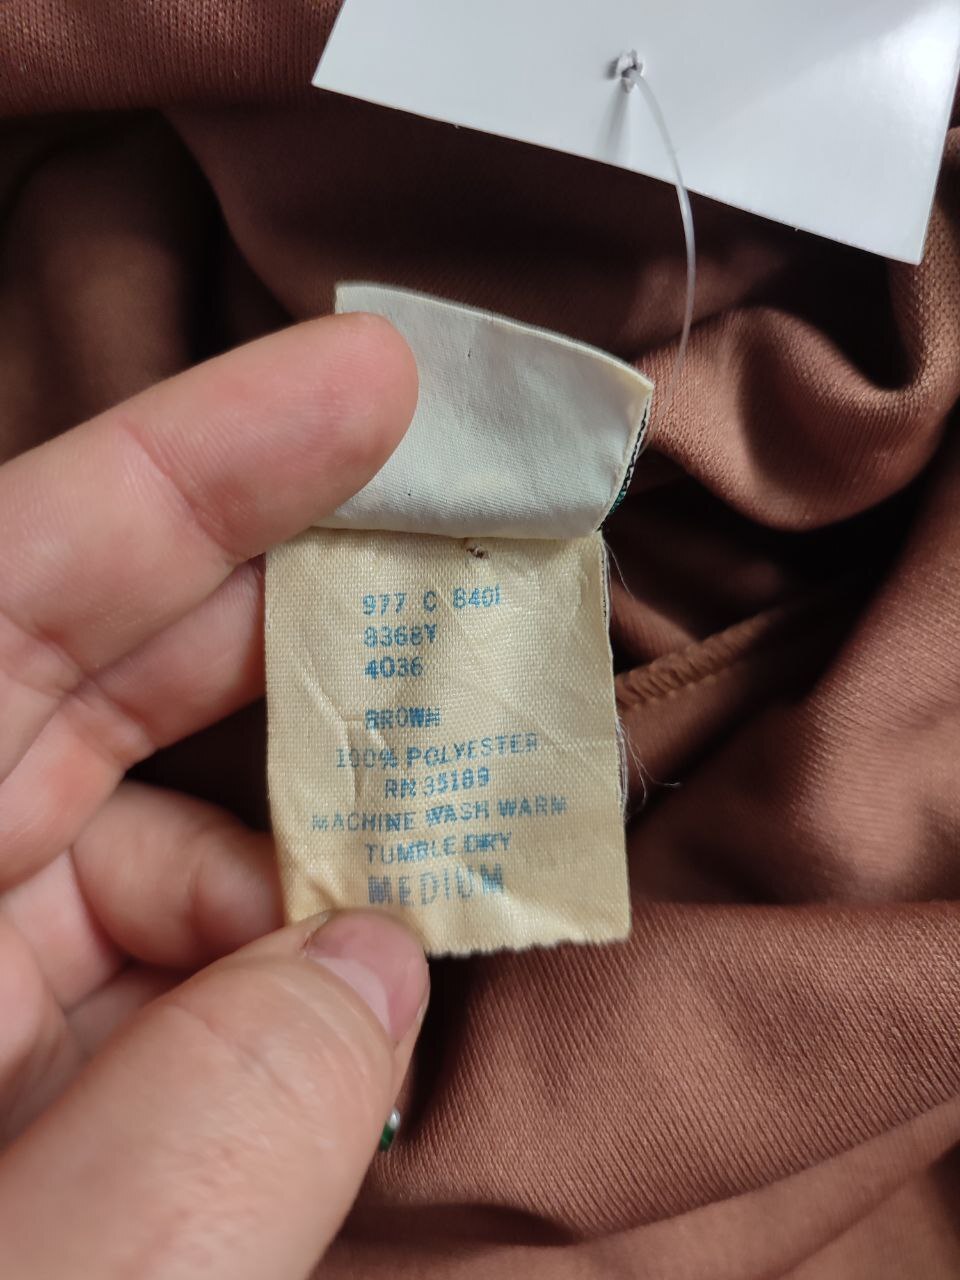 977 C 8401
8368Y
4036
BROWN
100% POLYESTER
RN 35189
MACHINE WASH WARM
TUMBLE DRY
MEDIUM